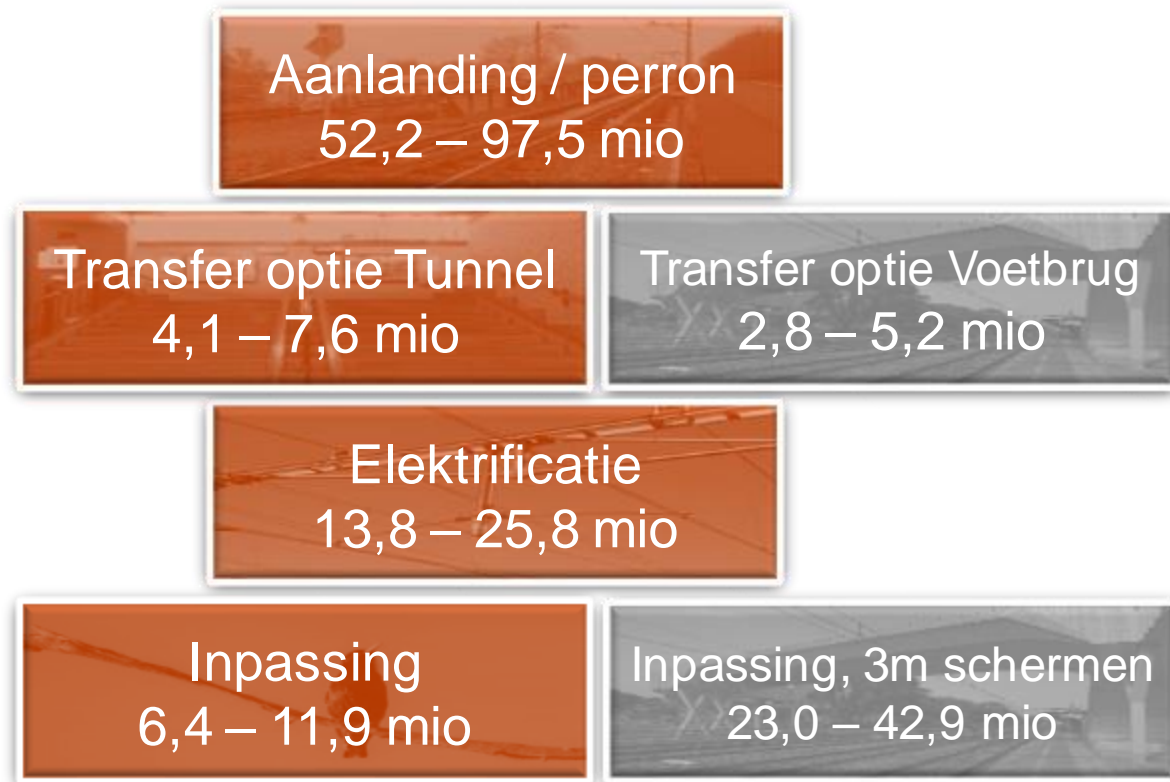 Aanlanding / perron
52,2 – 97,5 mio
Transfer optie Tunnel
4,1 – 7,6 mio
Transfer optie Voetbrug
2,8 – 5,2 mio
Elektrificatie
13,8 – 25,8 mio
Inpassing
6,4 – 11,9 mio
Inpassing, 3m schermen
23,0 – 42,9 mio